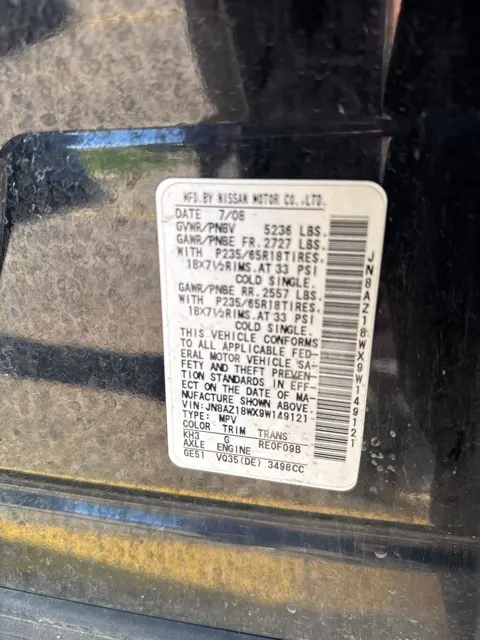 MFD.BY NISSAN MOTOR CO.,LTD.
DATE 7/08
GVWR/PNBV 5236 LBS.
GAWR/PNBE FR.2727 LBS.
WITH P235/65R18TIRES,
18X7½RIMS.AT 33 PSI
COLD SINGLE.
GAWR/PNBE RR.2557 LBS.
WITH P235/65R18TIRES,
18X7½RIMS.AT 33 PSI
COLD SINGLE.
THIS VEHICLE CONFORMS
TO ALL APPLICABLE FED-
ERAL MOTOR VEHICLE SA-
FETY AND THEFT PREVEN-
TION STANDARDS IN EFF-
ECT ON THE DATE OF MA-
NUFACTURE SHOWN ABOVE.
VIN:JN8AZ18WX9W149121
TYPE: MPV
COLOR TRIM TRANS
KH3 G RE0F09B
AXLE ENGINE
GE51 VQ35(DE) 3498CC
JN8AZ18WX9W149121